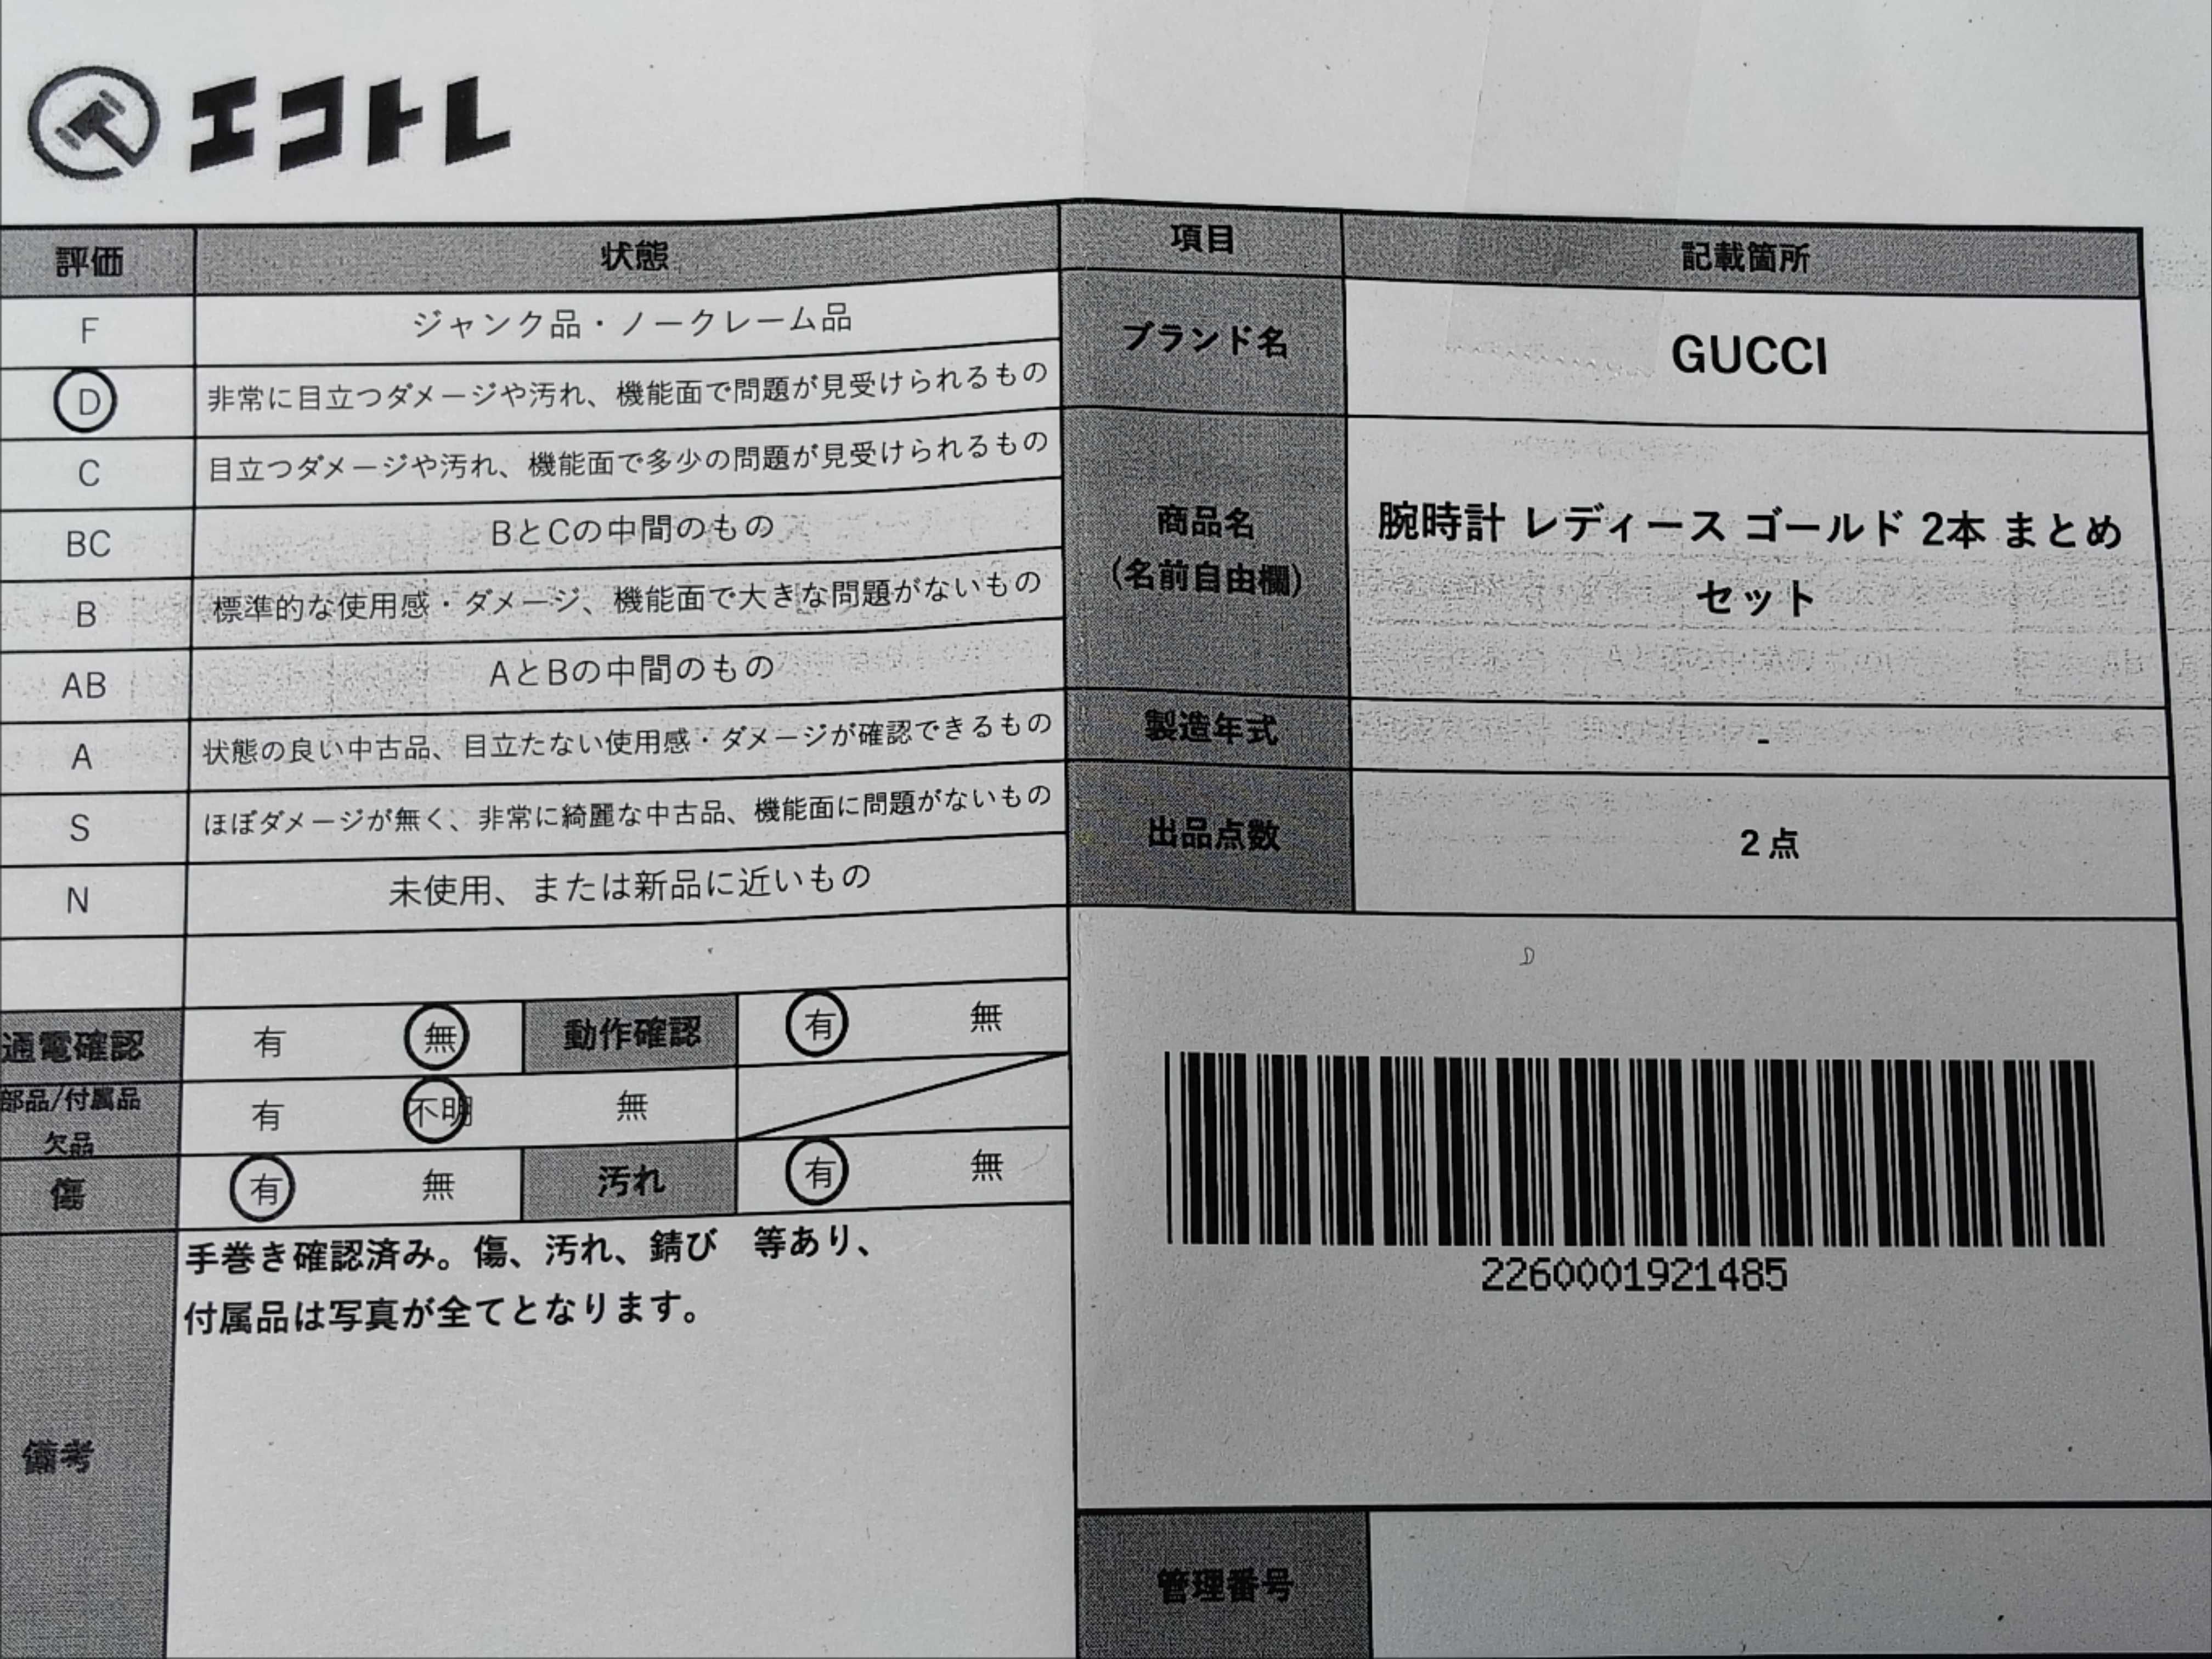 エコトレ
評価 状態
F ジャンク品・ノークレーム品
D 非常に目立つダメージや汚れ、機能面で問題が見受けられるもの
C 目立つダメージや汚れ、機能面で多少の問題が見受けられるもの
BC BとCの中間のもの
B 標準的な使用感・ダメージ、機能面で大きな問題がないもの
AB AとBの中間のもの
A 状態の良い中古品、目立たない使用感・ダメージが確認できるもの
S ほぼダメージが無く、非常に綺麗な中古品、機能面に問題がないもの
N 未使用、または新品に近いもの
通電確認 有 無 動作確認 有 無
部品/付属品
欠品 有 不明 無
傷 有 無 汚れ 有 無
備考
手巻き確認済み。傷、汚れ、錆び　等あり、
付属品は写真が全てとなります。
項目 記載箇所
ブランド名 GUCCI
商品名
(名前自由欄)
腕時計 レディース ゴールド 2本 まとめ
セット
製造年式 -
出品点数 2点
2260001921485
管理番号